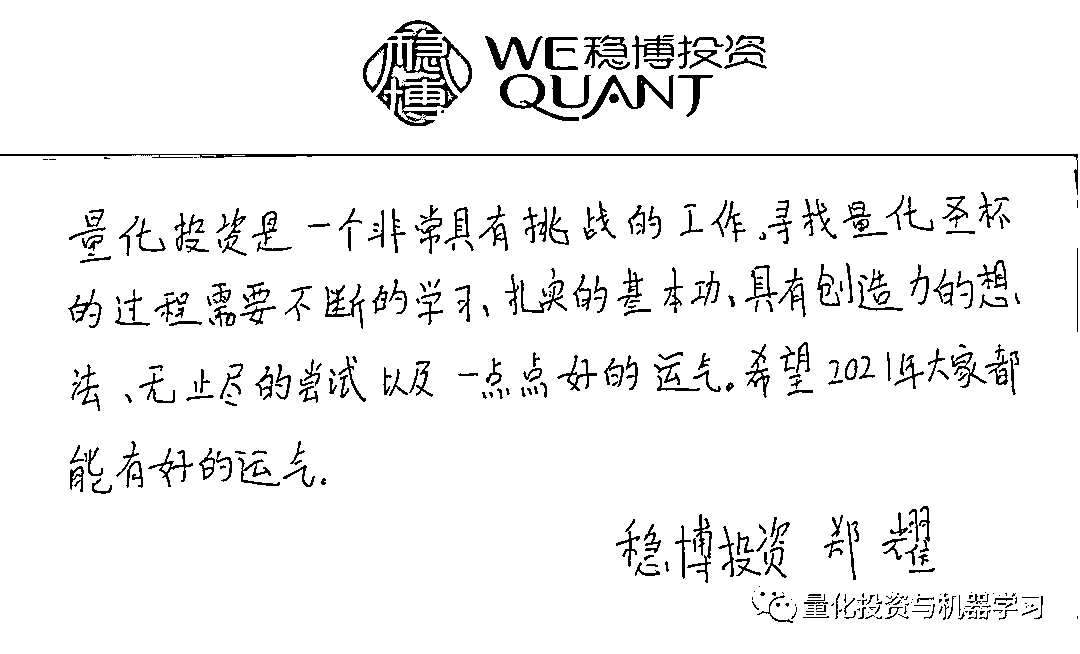 稳博
WE稳博投资
QUANT
量化投资是一个非常具有挑战的工作,寻找量化圣杯
的过程需要不断的学习、扎实的基本功、具有创造力的想
法、无止尽的尝试以及一点点好的运气。希望2021年大家都
能有好的运气.
稳博投资 郑耀
量化投资与机器学习